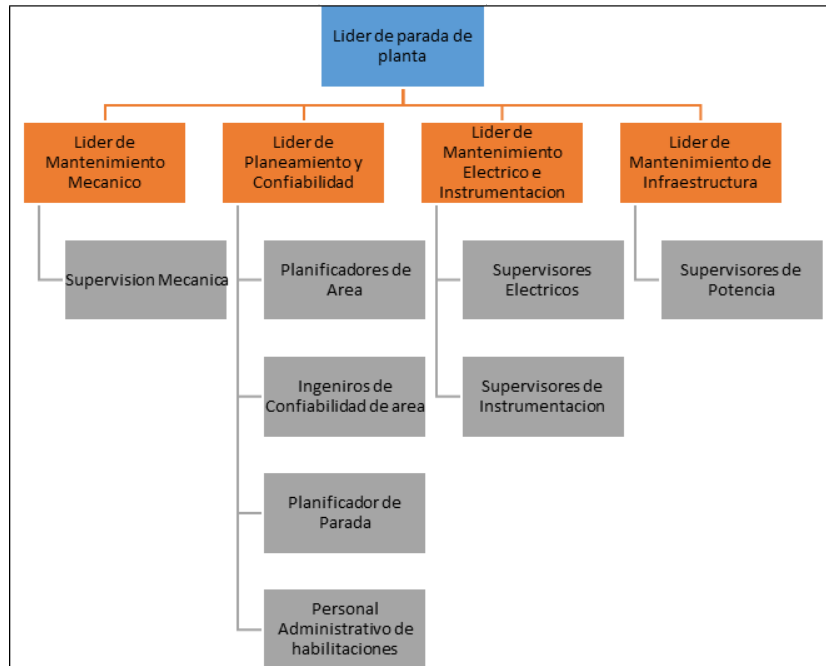 Lider de parada de
planta
Lider de
Mantenimiento
Mecanico
Lider de
Planeamiento y
Confiabilidad
Lider de
Mantenimiento
Electrico e
Instrumentacion
Lider de
Mantenimiento de
Infraestructura
Supervision Mecanica
Planificadores de
Area
Supervisores
Electricos
Supervisores de
Potencia
Ingeniros de
Confiabilidad de area
Supervisores de
Instrumentacion
Planificador de
Parada
Personal
Administrativo de
habilitaciones